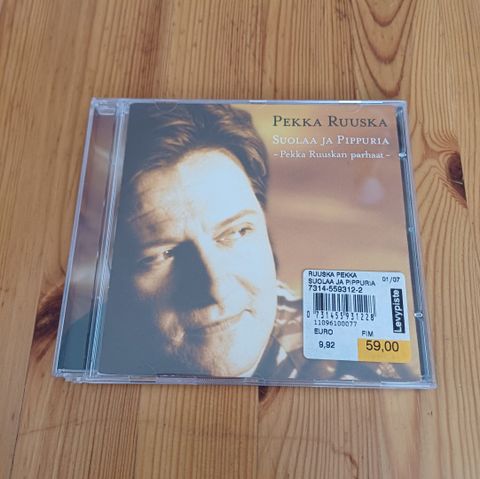 PEKKA RUUSKA
SUOLAA JA PIPPURIA
- Pekka Ruuskan parhaat -
RUUSKA PEKKA
SUOLAA JA PIPPURIA
01/07
7314-559312-2
0 731455 931228
11096100077
EURO
FIM
9,92
59,00
Levypiste